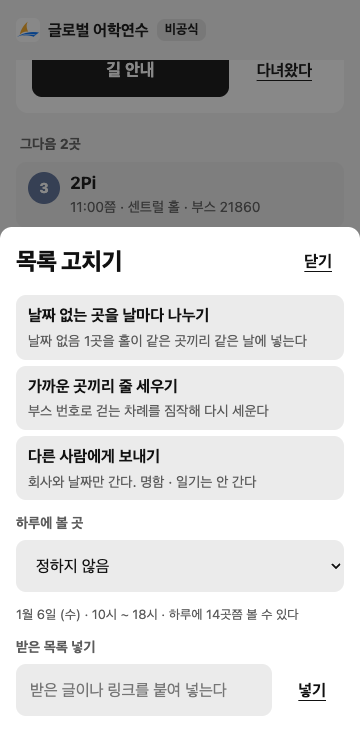 글로벌 어학연수 비공식
길 안내 다녀왔다
그다음 2곳
3 2Pi
11:00쯤 · 센트럴 홀 · 부스 21860
목록 고치기 닫기
날짜 없는 곳을 날마다 나누기
날짜 없음 1곳을 홀이 같은 곳끼리 같은 날에 넣는다
가까운 곳끼리 줄 세우기
부스 번호로 걷는 차례를 짐작해 다시 세운다
다른 사람에게 보내기
회사와 날짜만 간다. 명함 · 일기는 안 간다
하루에 볼 곳
정하지 않음
1월 6일 (수) · 10시 ~ 18시 · 하루에 14곳쯤 볼 수 있다
받은 목록 넣기
받은 글이나 링크를 붙여 넣는다 넣기